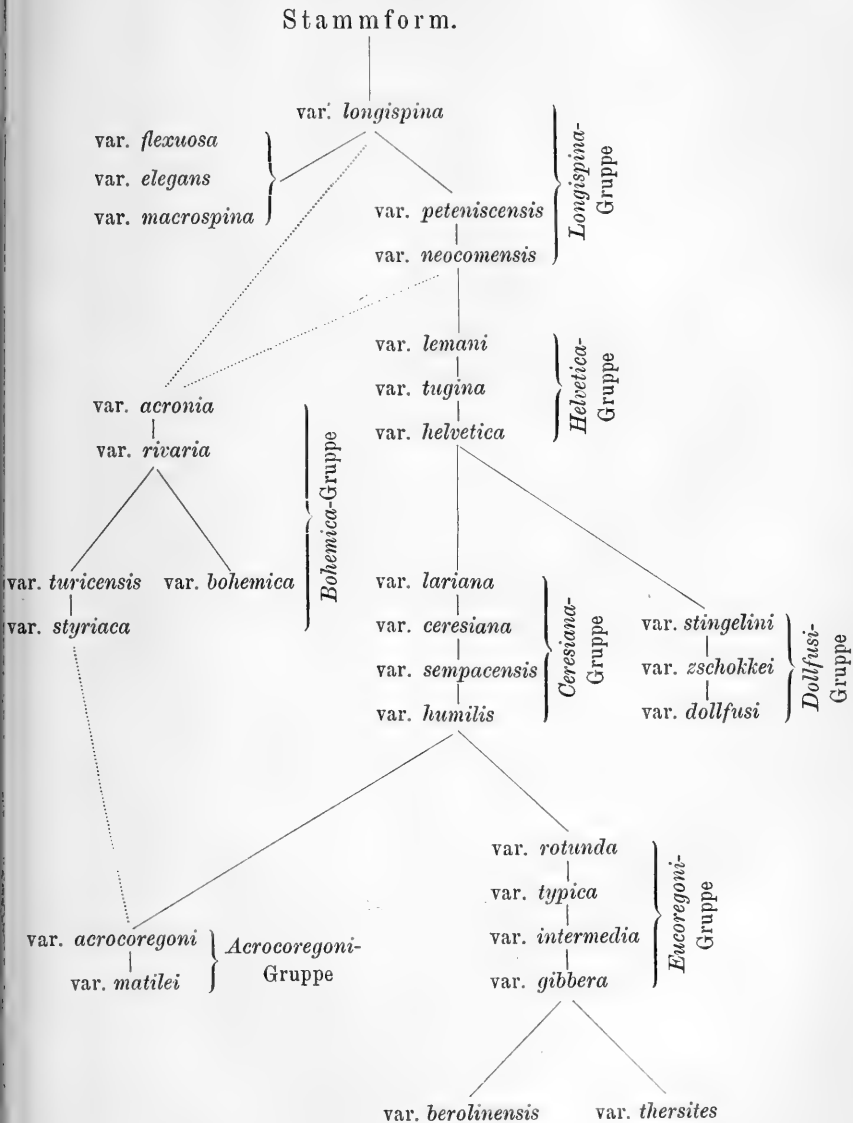 Stammform.
var. longispina
var. flexuosa
var. elegans
var. macrospina
var. peteniscensis
var. neocomensis
Longispina-
Gruppe
var. lemani
var. tugina
var. helvetica
Helvetica-
Gruppe
var. acronia
var. rivaria
var. turicensis
var. bohemica
var. styriaca
Bohemica-Gruppe
var. lariana
var. ceresiana
var. sempacensis
var. humilis
Ceresiana-
Gruppe
var. stingelini
var. zschokkei
var. dollfusi
Dollfusi-
Gruppe
var. rotunda
var. typica
var. intermedia
var. gibbera
Eucoregoni-
Gruppe
var. acrocoregoni
var. matilei
Acrocoregoni-
Gruppe
var. berolinensis
var. thersites